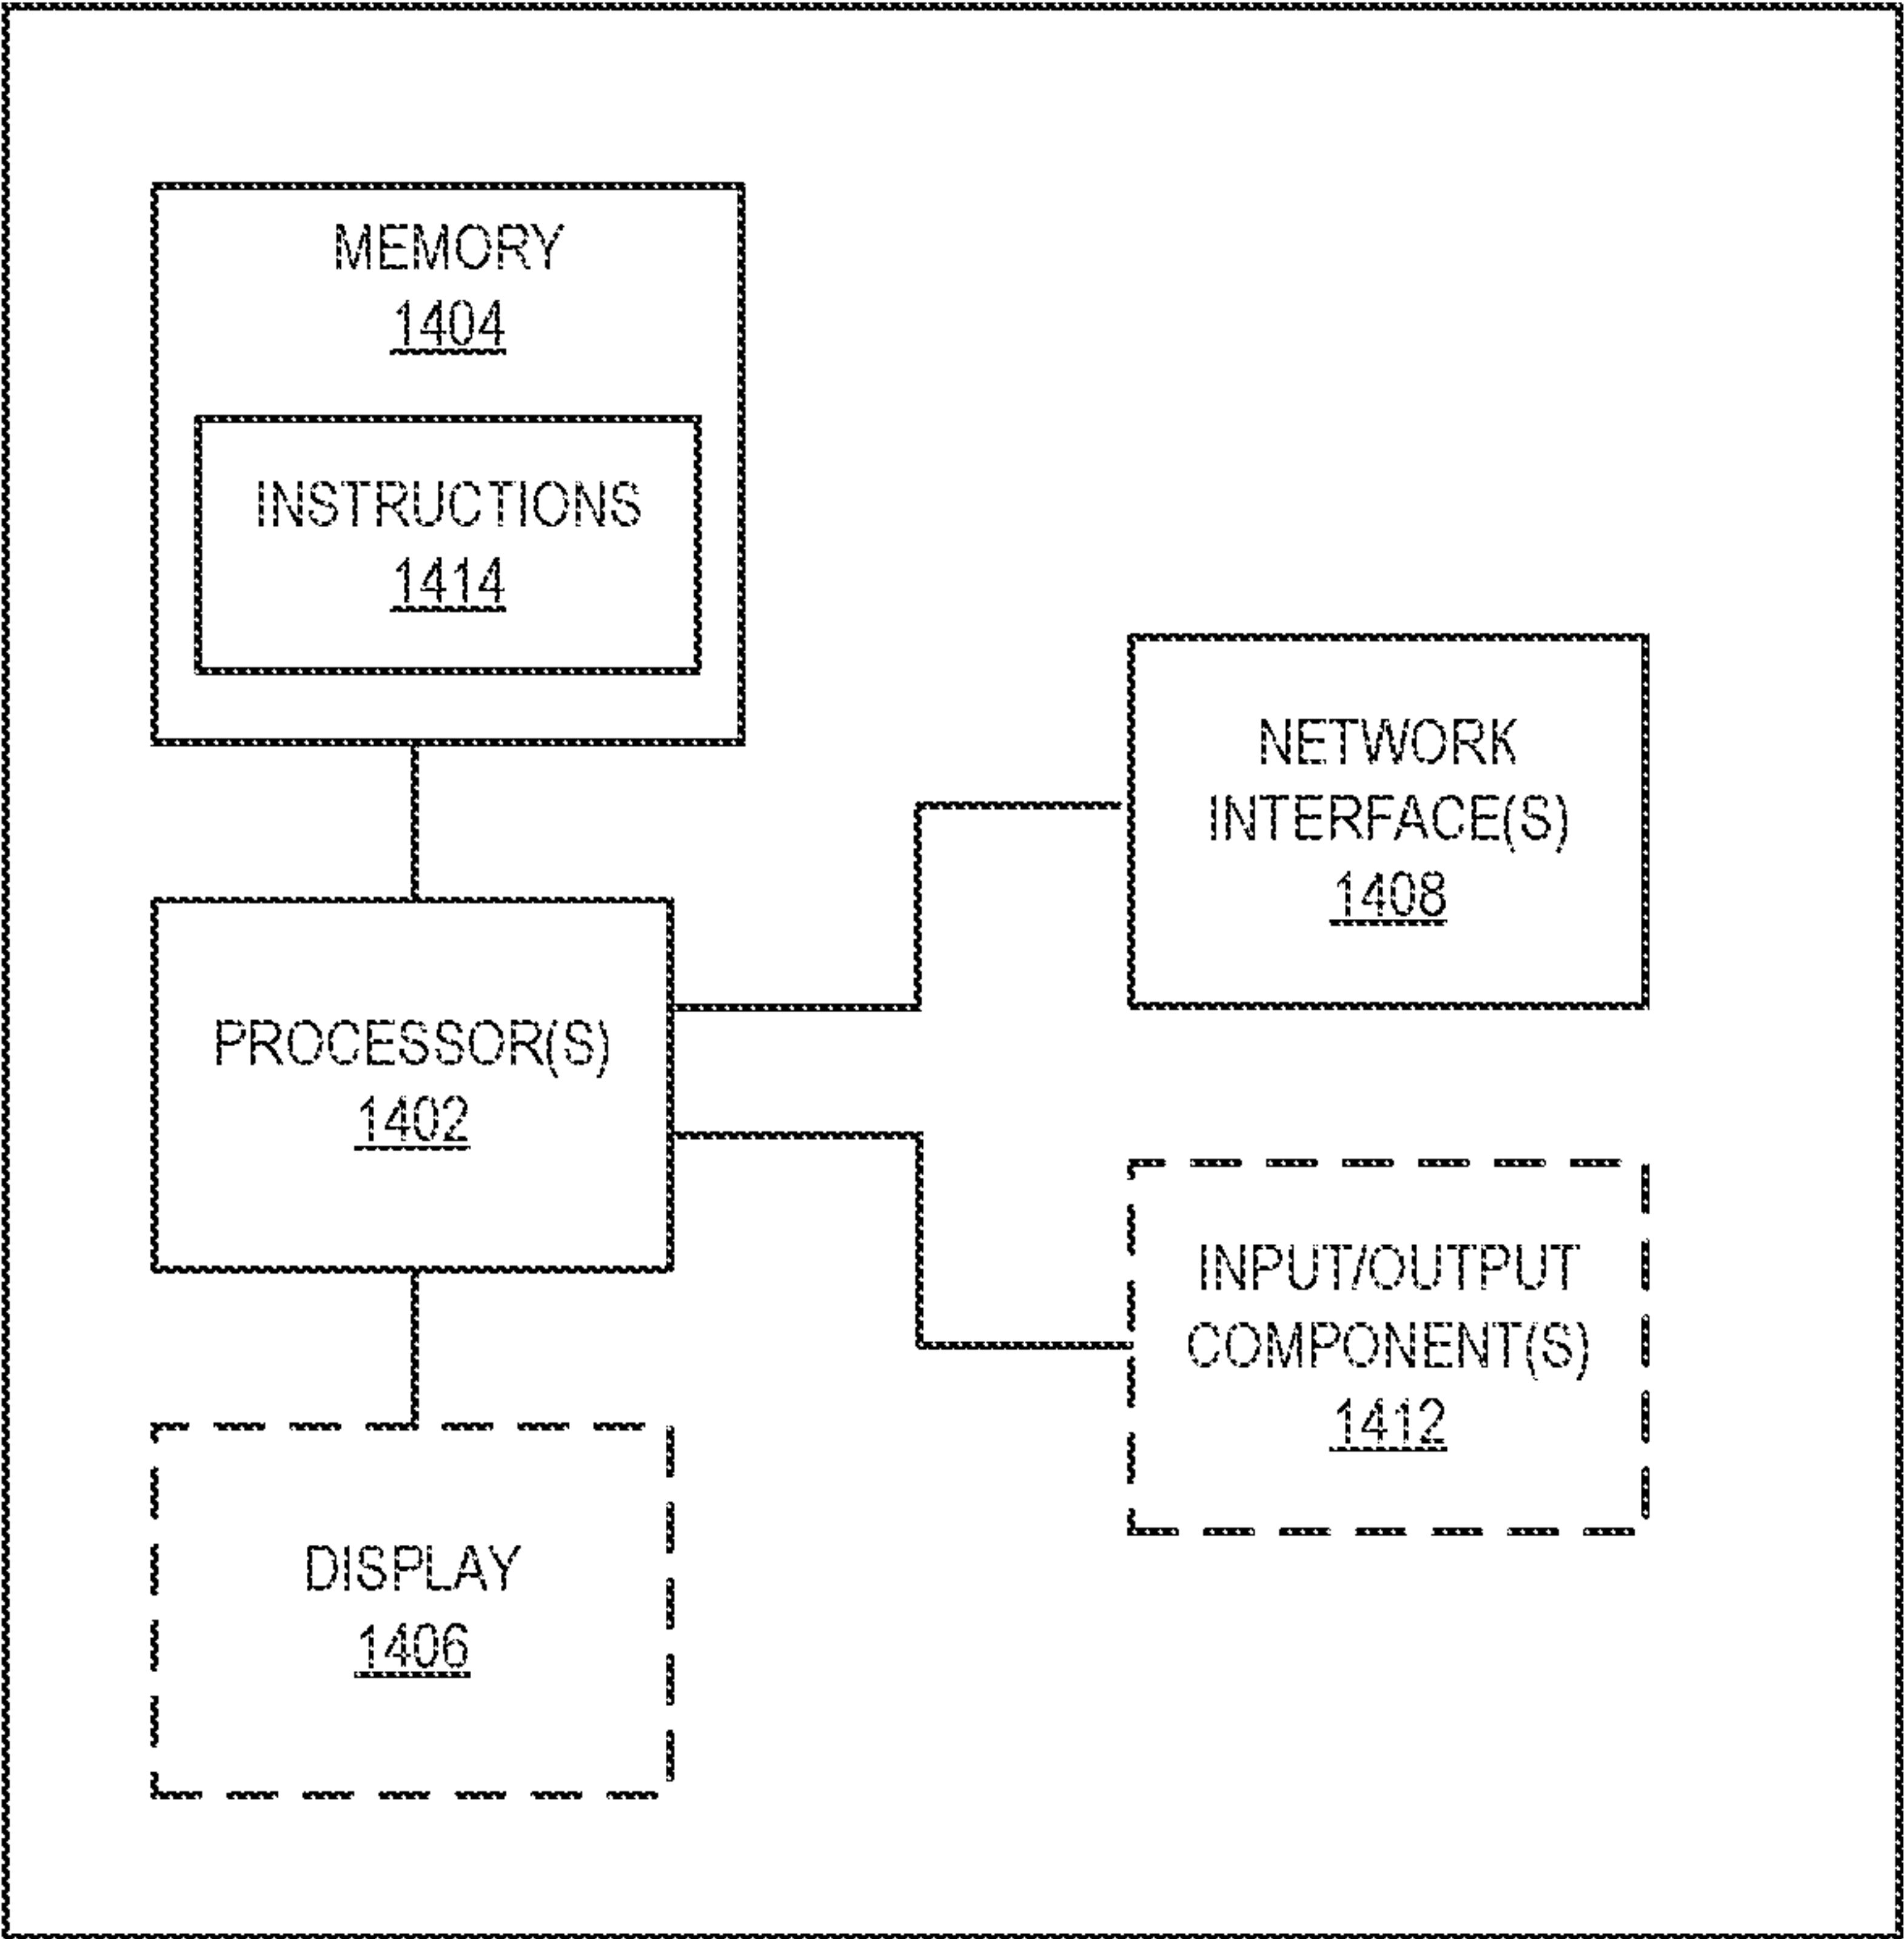 MEMORY
1404
INSTRUCTIONS
1414
NETWORK
INTERFACE(S)
1408
PROCESSOR(S)
1402
INPUT/OUTPUT
COMPONENT(S)
1412
DISPLAY
1406